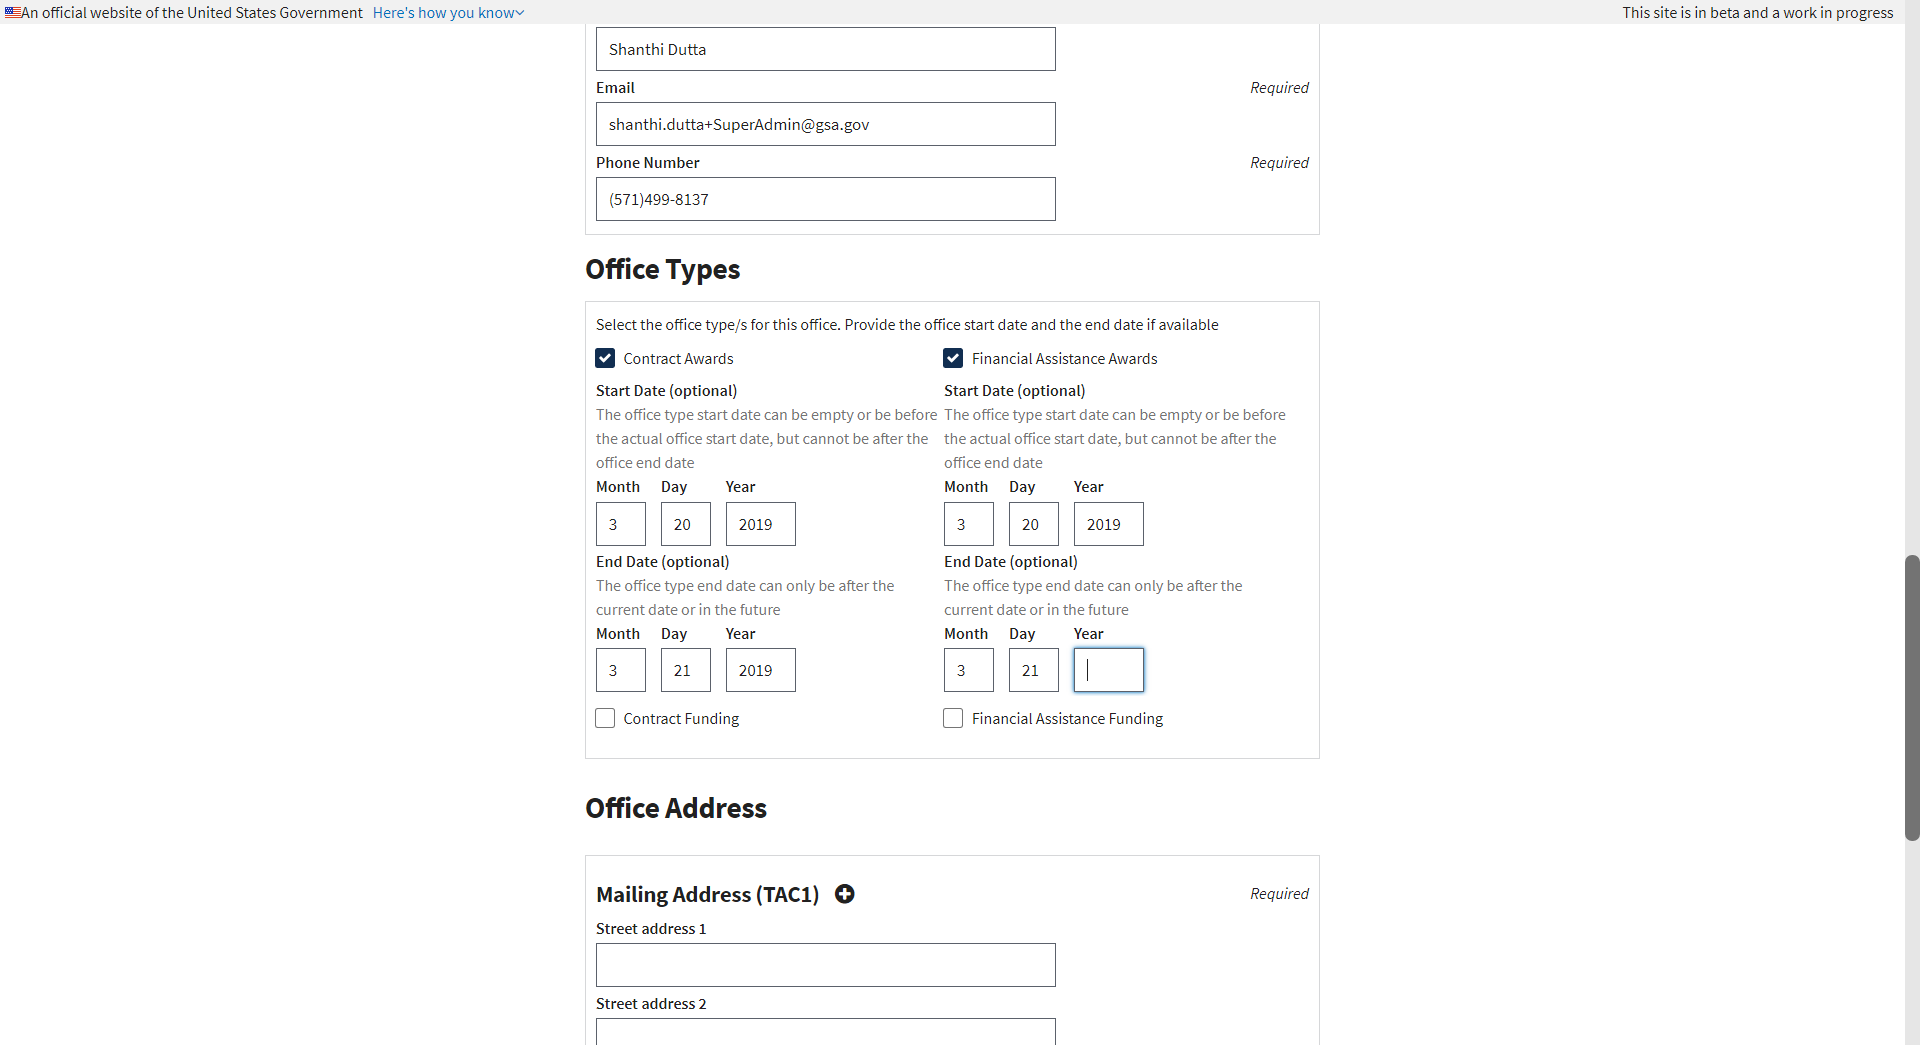 An official website of the United States Government Here's how you know
This site is in beta and a work in progress
Shanthi Dutta
Email Required
shanthi.dutta+SuperAdmin@gsa.gov
Phone Number Required
(571)499-8137
Office Types
Select the office type/s for this office. Provide the office start date and the end date if available
Contract Awards
Start Date (optional)
The office type start date can be empty or be before
the actual office start date, but cannot be after the
office end date
Month Day Year
3 20 2019
End Date (optional)
The office type end date can only be after the
current date or in the future
Month Day Year
3 21 2019
Contract Funding
Financial Assistance Awards
Start Date (optional)
The office type start date can be empty or be before
the actual office start date, but cannot be after the
office end date
Month Day Year
3 20 2019
End Date (optional)
The office type end date can only be after the
current date or in the future
Month Day Year
3 21
Financial Assistance Funding
Office Address
Mailing Address (TAC1) Required
Street address 1
Street address 2